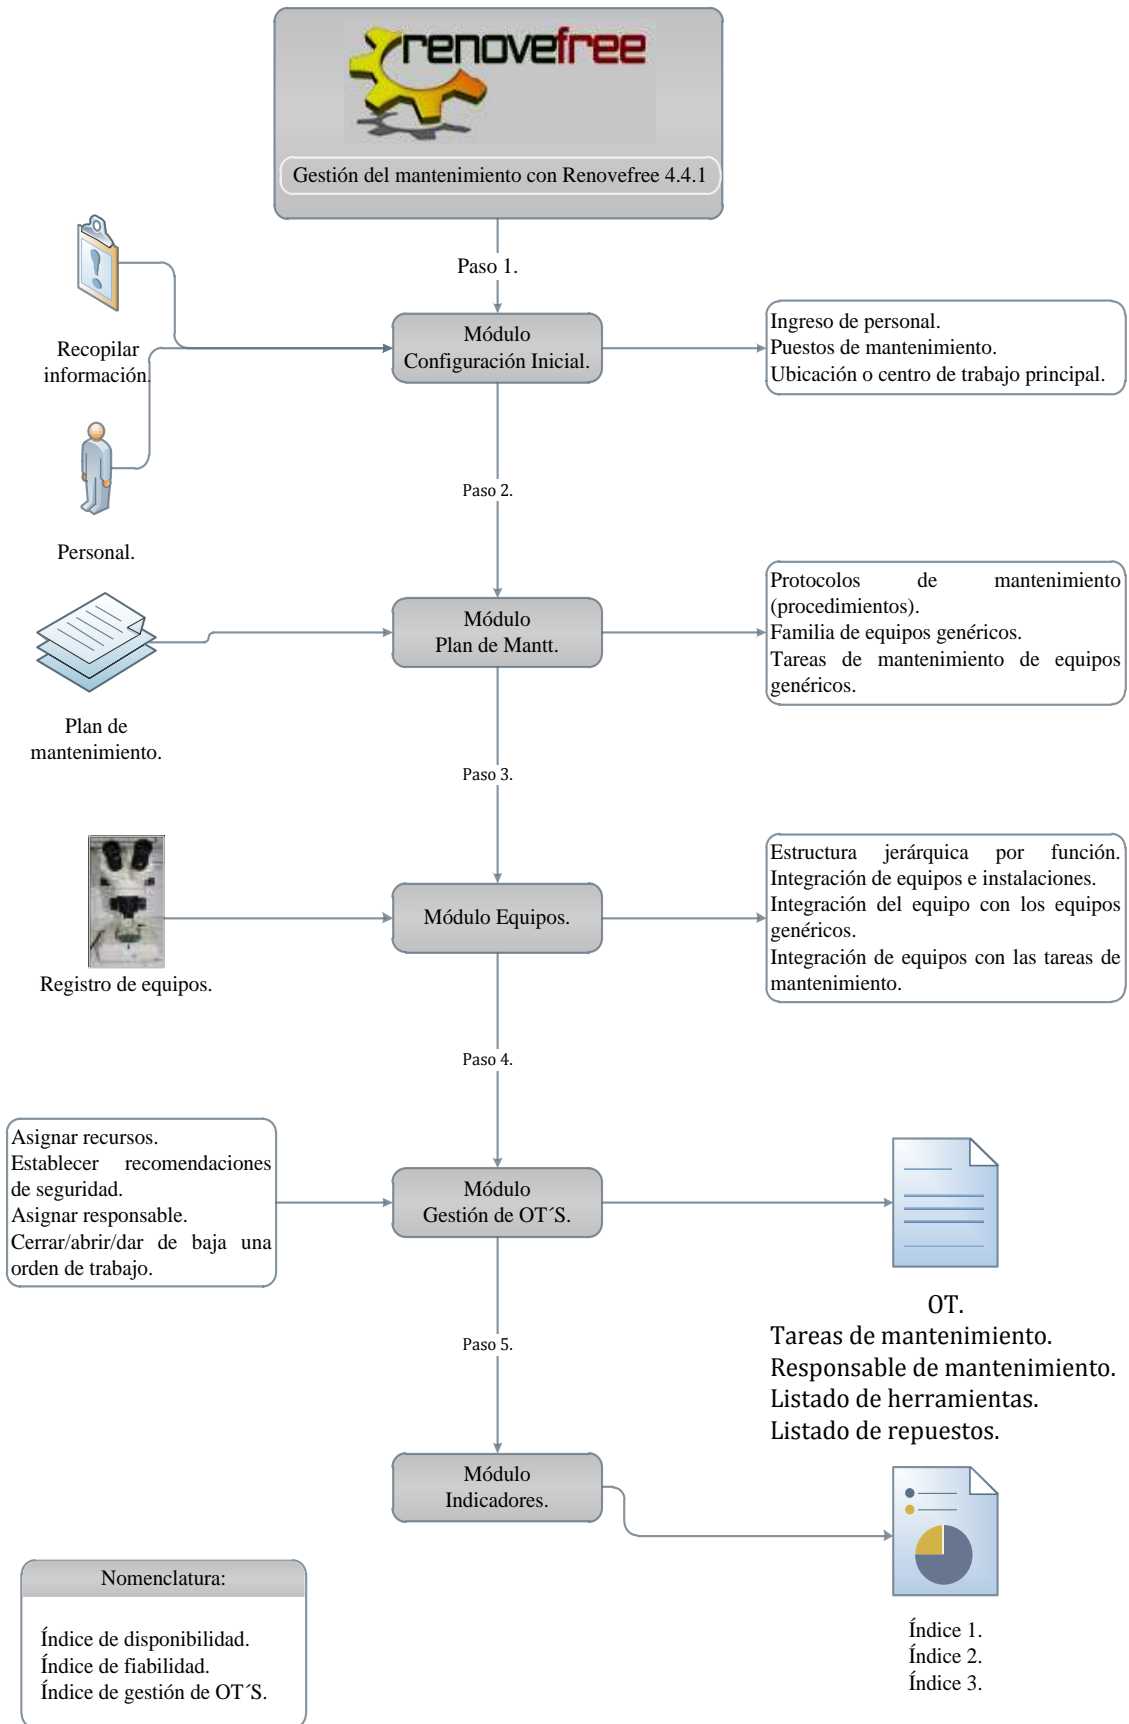 renovefree
Gestión del mantenimiento con Renovefree 4.4.1
Paso 1.
Recopilar
información.
Módulo
Configuración Inicial.
Ingreso de personal.
Puestos de mantenimiento.
Ubicación o centro de trabajo principal.
Personal.
Paso 2.
Plan de
mantenimiento.
Módulo
Plan de Mantt.
Protocolos de mantenimiento
(procedimientos).
Familia de equipos genéricos.
Tareas de mantenimiento de equipos
genéricos.
Paso 3.
Registro de equipos.
Módulo Equipos.
Estructura jerárquica por función.
Integración de equipos e instalaciones.
Integración del equipo con los equipos
genéricos.
Integración de equipos con las tareas de
mantenimiento.
Paso 4.
Asignar recursos.
Establecer recomendaciones
de seguridad.
Asignar responsable.
Cerrar/abrir/dar de baja una
orden de trabajo.
Módulo
Gestión de OT´S.
OT.
Tareas de mantenimiento.
Responsable de mantenimiento.
Listado de herramientas.
Listado de repuestos.
Paso 5.
Módulo
Indicadores.
Índice 1.
Índice 2.
Índice 3.
Nomenclatura:
Índice de disponibilidad.
Índice de fiabilidad.
Índice de gestión de OT´S.